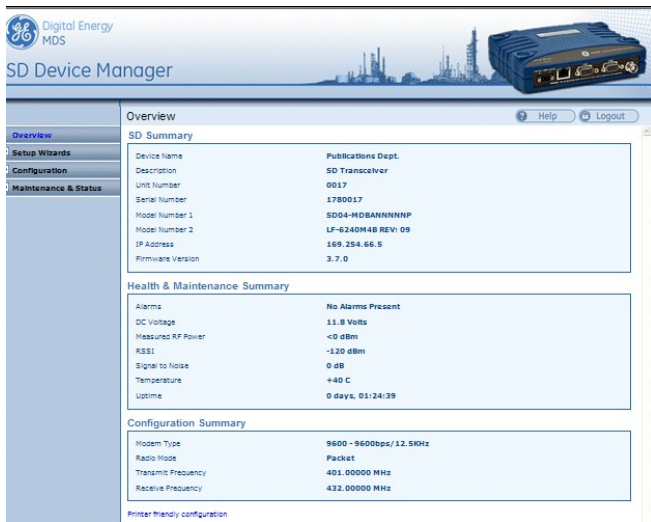 Digital Energy
MDS
SD Device Manager
Overview
Help
Logout
Overview
Setup Wizards
Configuration
Maintenance & Status
SD Summary
Device Name Publications Dept.
Description SD Transceiver
Unit Number 0017
Serial Number 1780017
Model Number 1 SD04-MDBANNNNNP
Model Number 2 LF-6240M4B REV: 09
IP Address 169.254.66.5
Firmware Version 3.7.0
Health & Maintenance Summary
Alarms No Alarms Present
DC Voltage 11.8 Volts
Measured RF Power <0 dBm
RSSI -120 dBm
Signal to Noise 0 dB
Temperature +40 C
Uptime 0 days, 01:24:39
Configuration Summary
Modem Type 9600 - 9600bps/12.5KHz
Radio Mode Packet
Transmit Frequency 401.00000 MHz
Receive Frequency 432.00000 MHz
Printer friendly configuration